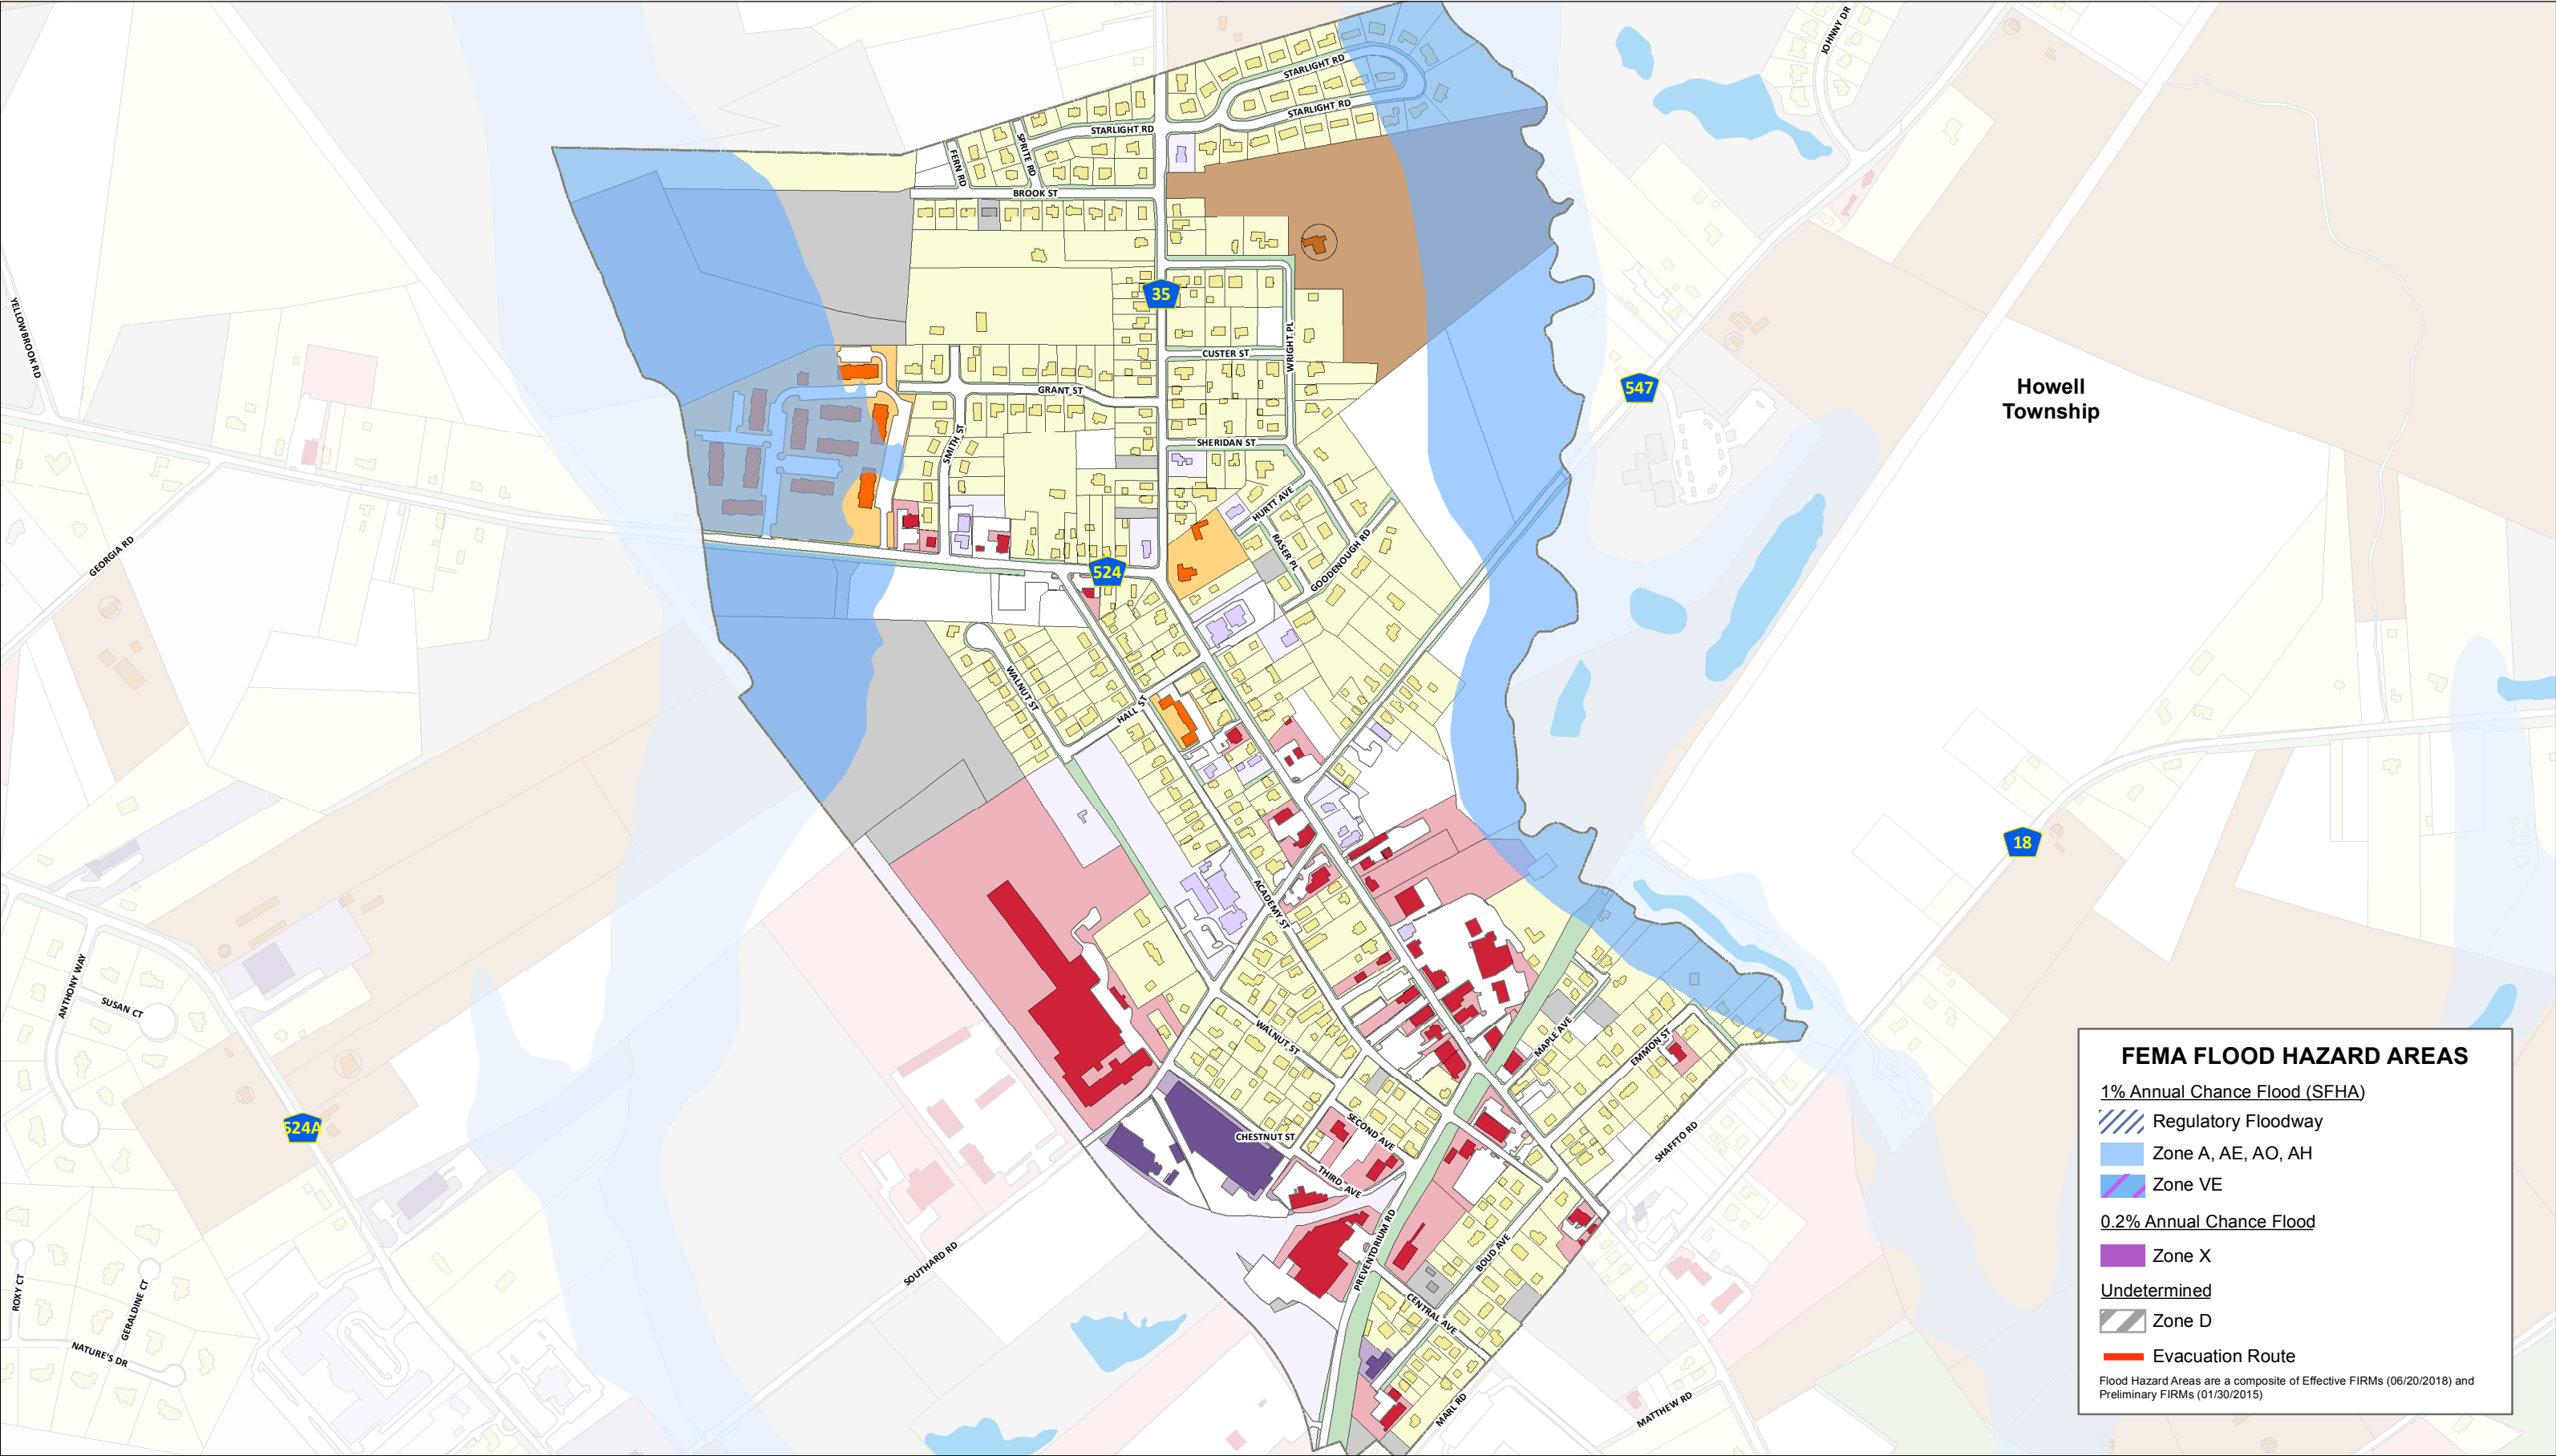 JOHNNY DR
STARLIGHT RD
STARLIGHT RD
STARLIGHT RD
SPRITE RD
FERN RD
BROOK ST
35
YELLOWBROOK RD
WRIGHT PL
CUSTER ST
GRANT ST
547
Howell
Township
SMITH ST
SHERIDAN ST
HURTT AVE
RASER PL
GOODENOUGH RD
GEORGIA RD
524
WALNUT ST
HALL ST
18
ACADEMY ST
ANTHONY WAY
SUSAN CT
WALNUT ST
MAPLE AVE
EMMON ST
524A
SECOND AVE
CHESTNUT ST
SHAFTO RD
THIRD AVE
PREVENTORIUM RD
BOUD AVE
SOUTHARD RD
ROXY CT
GERALDINE CT
CENTRAL AVE
NATURE'S DR
MARL RD
MATTHEW RD
FEMA FLOOD HAZARD AREAS
1% Annual Chance Flood (SFHA)
Regulatory Floodway
Zone A, AE, AO, AH
Zone VE
0.2% Annual Chance Flood
Zone X
Undetermined
Zone D
Evacuation Route
Flood Hazard Areas are a composite of Effective FIRMs (06/20/2018) and
Preliminary FIRMs (01/30/2015)